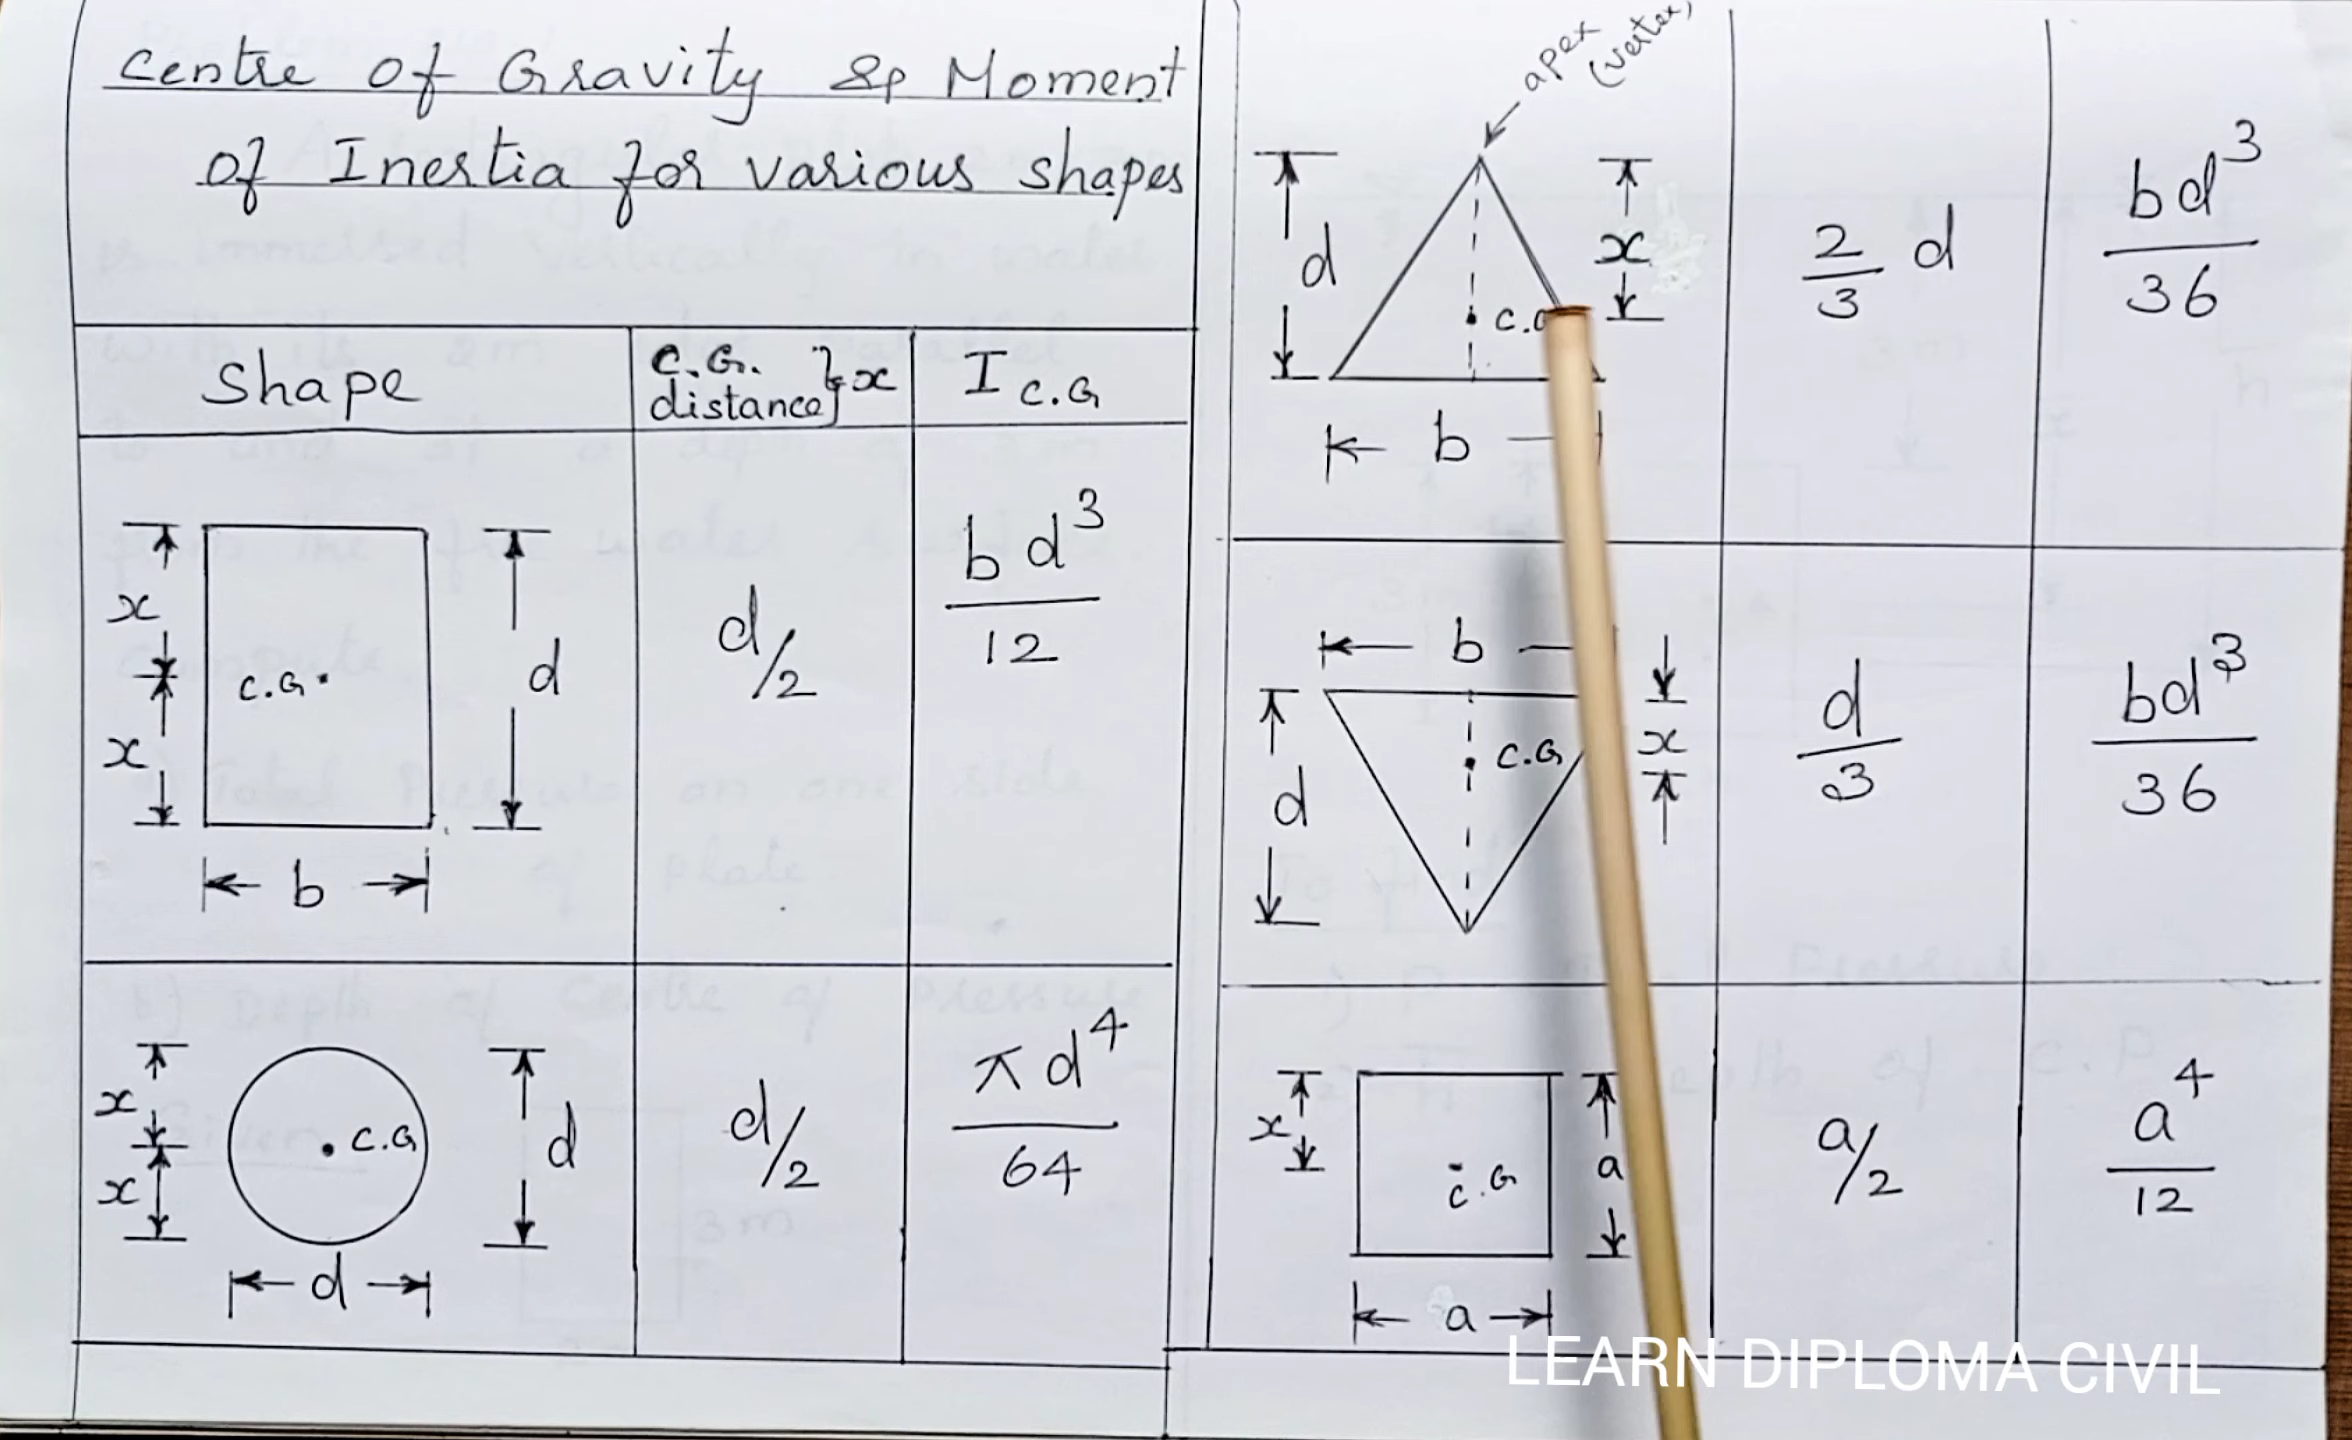 Centre of Gravity & Moment
of Inertia for various shapes
Shape
C.G. distance } x
I C.G
x
x
C.G
d
b
d/2
bd³/12
x
x
C.G
d
d
d/2
πd⁴/64
apex
(vertex)
d
x
b
2/3 d
bd³/36
b
d
C.G
x
d/3
bd³/36
x
C.G
a
a
a/2
a⁴/12
LEARN DIPLOMA CIVIL